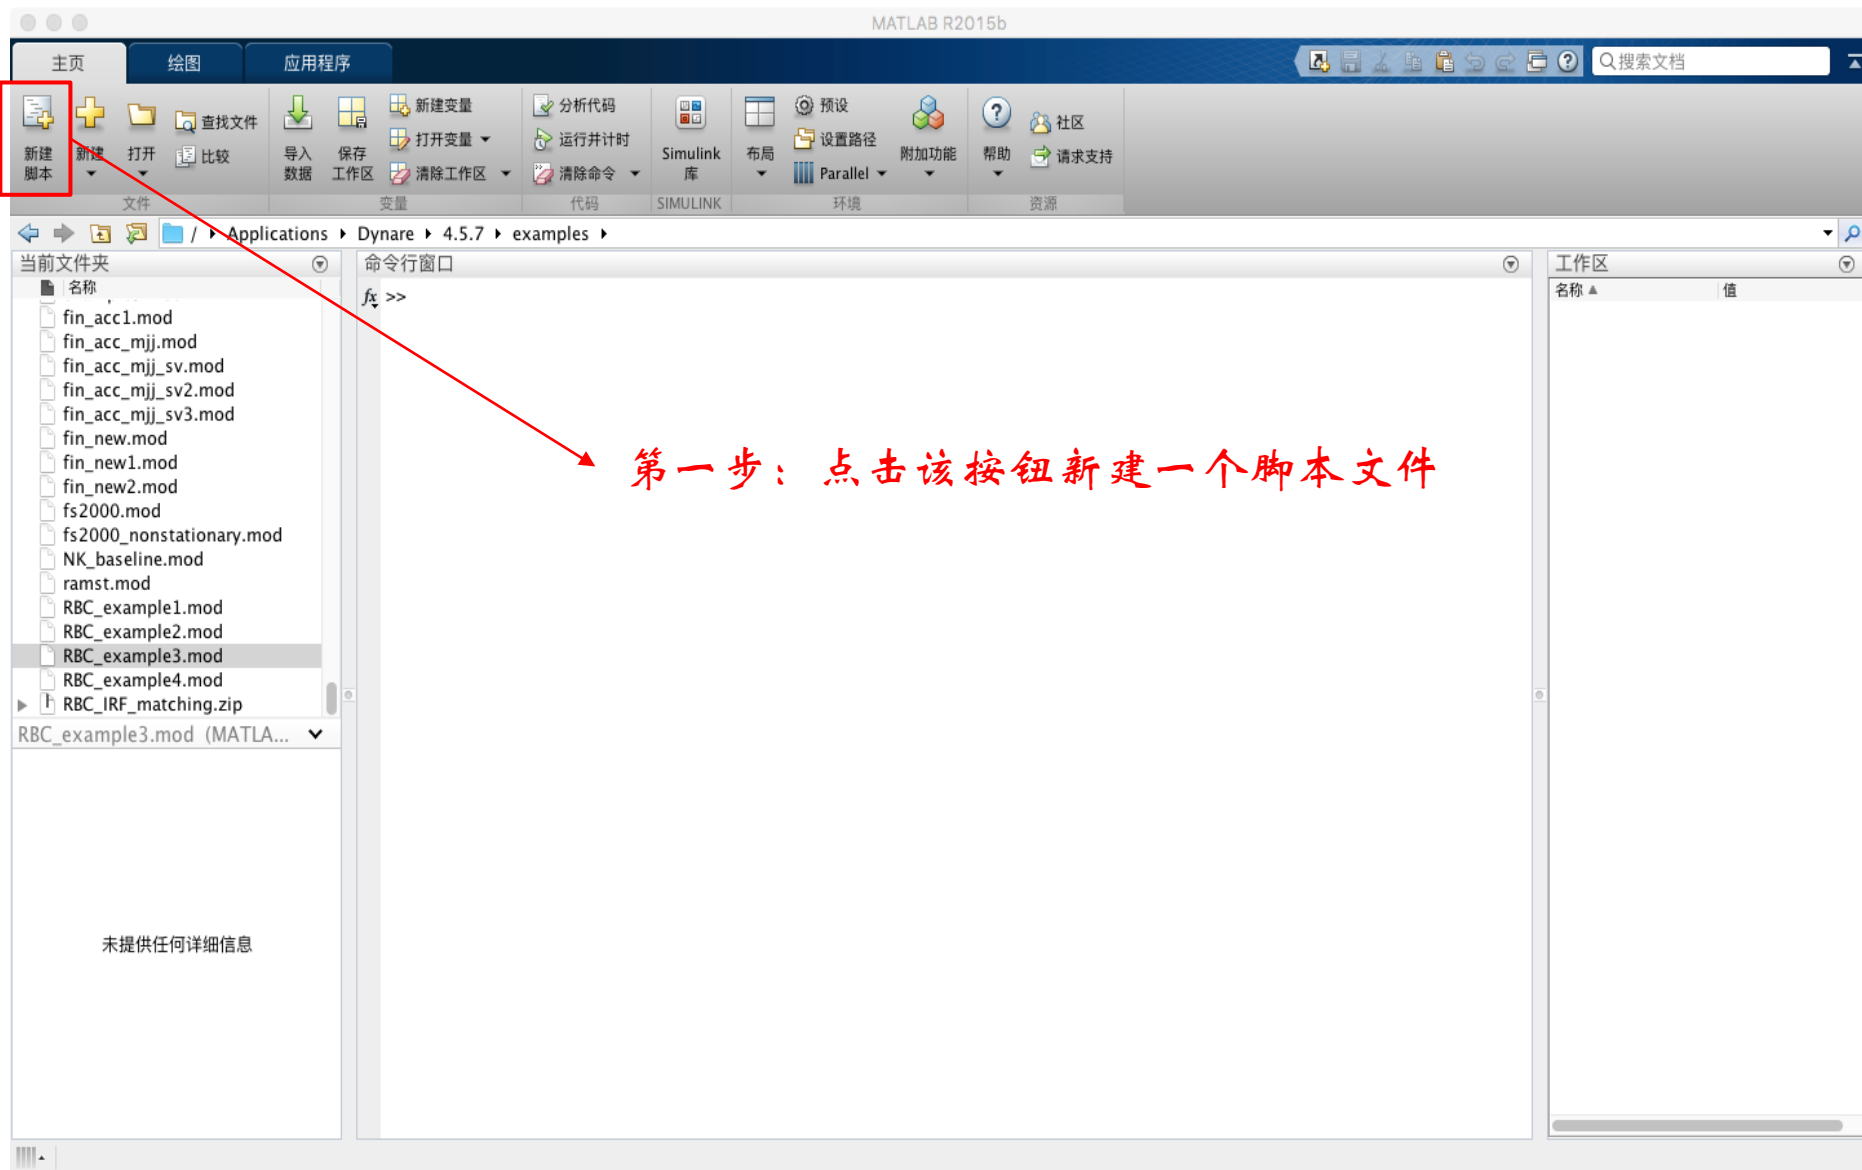 MATLAB R2015b
主页 绘图 应用程序 搜索文档
新建脚本 新建 打开 查找文件 比较 文件
导入数据 保存工作区 新建变量 打开变量 清除工作区 变量
分析代码 运行并计时 清除命令 代码
Simulink库 SIMULINK
布局 预设 设置路径 Parallel 环境
附加功能
帮助 社区 请求支持 资源
/ Applications Dynare 4.5.7 examples
当前文件夹
名称
fin_acc1.mod
fin_acc_mjj.mod
fin_acc_mjj_sv.mod
fin_acc_mjj_sv2.mod
fin_acc_mjj_sv3.mod
fin_new.mod
fin_new1.mod
fin_new2.mod
fs2000.mod
fs2000_nonstationary.mod
NK_baseline.mod
ramst.mod
RBC_example1.mod
RBC_example2.mod
RBC_example3.mod
RBC_example4.mod
RBC_IRF_matching.zip
RBC_example3.mod (MATLA...
未提供任何详细信息
命令行窗口
fx >>
第一步：点击该按钮新建一个脚本文件
工作区
名称 值